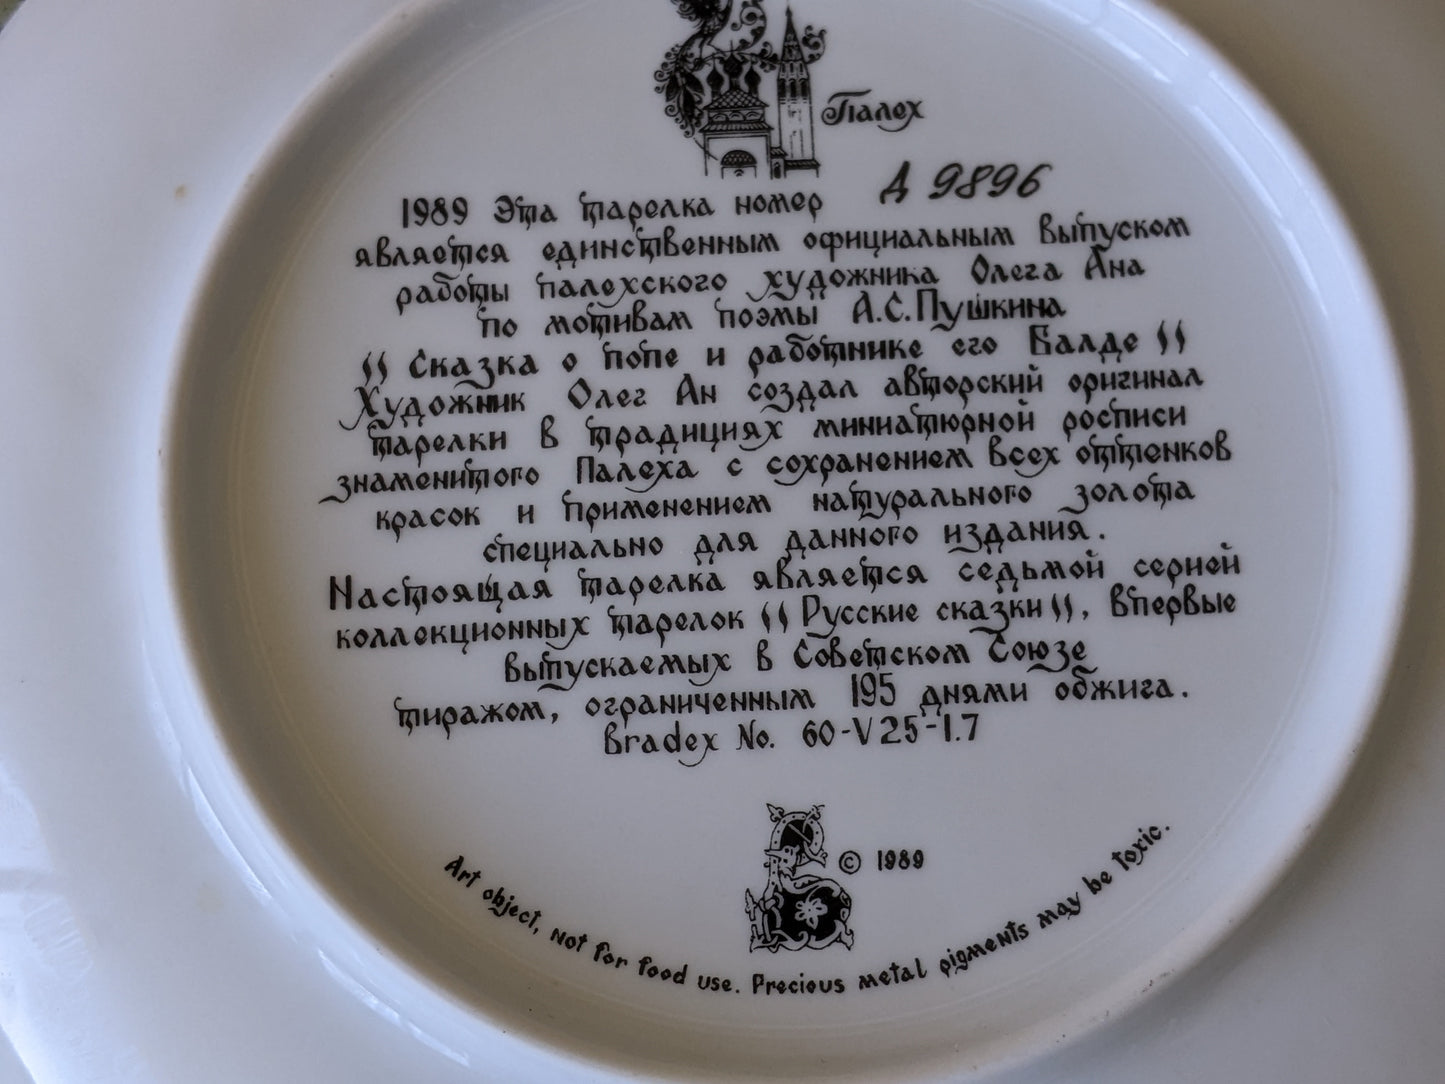 Палех
1989 Эта тарелка номер Д 9896
является единственным официальным выпуском
работы палехского художника Олега Ана
по мотивам поэмы А.С.Пушкина
"Сказка о попе и работнике его Балде"
Художник Олег Ан создал авторский оригинал
тарелки в традициях миниатюрной росписи
знаменитого Палеха с сохранением всех оттенков
красок и применением натурального золота
специально для данного издания.
Настоящая тарелка является седьмой серией
коллекционных тарелок "Русские сказки", впервые
выпускаемых в Советском Союзе
тиражом, ограниченным 195 днями обжига.
Bradex No. 60-V25-1.7
© 1989
Art object, not for food use. Precious metal pigments may be toxic.